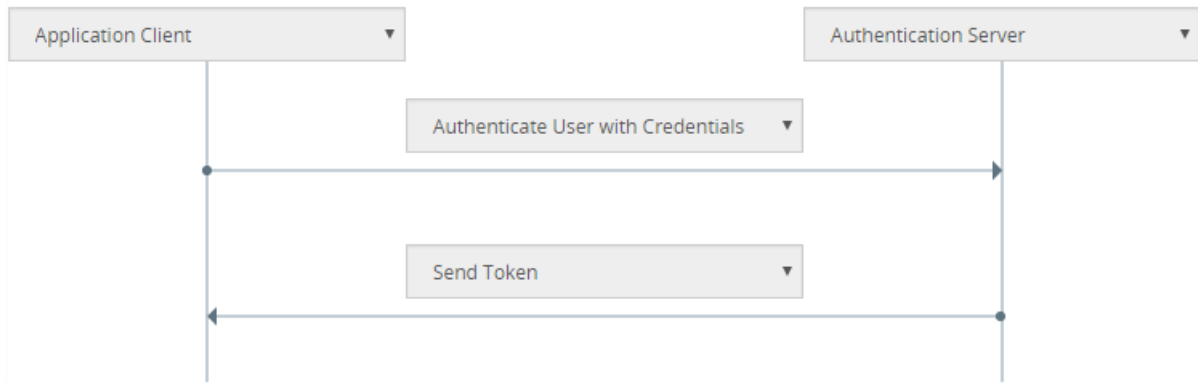 Application Client
Authentication Server
Authenticate User with Credentials
Send Token